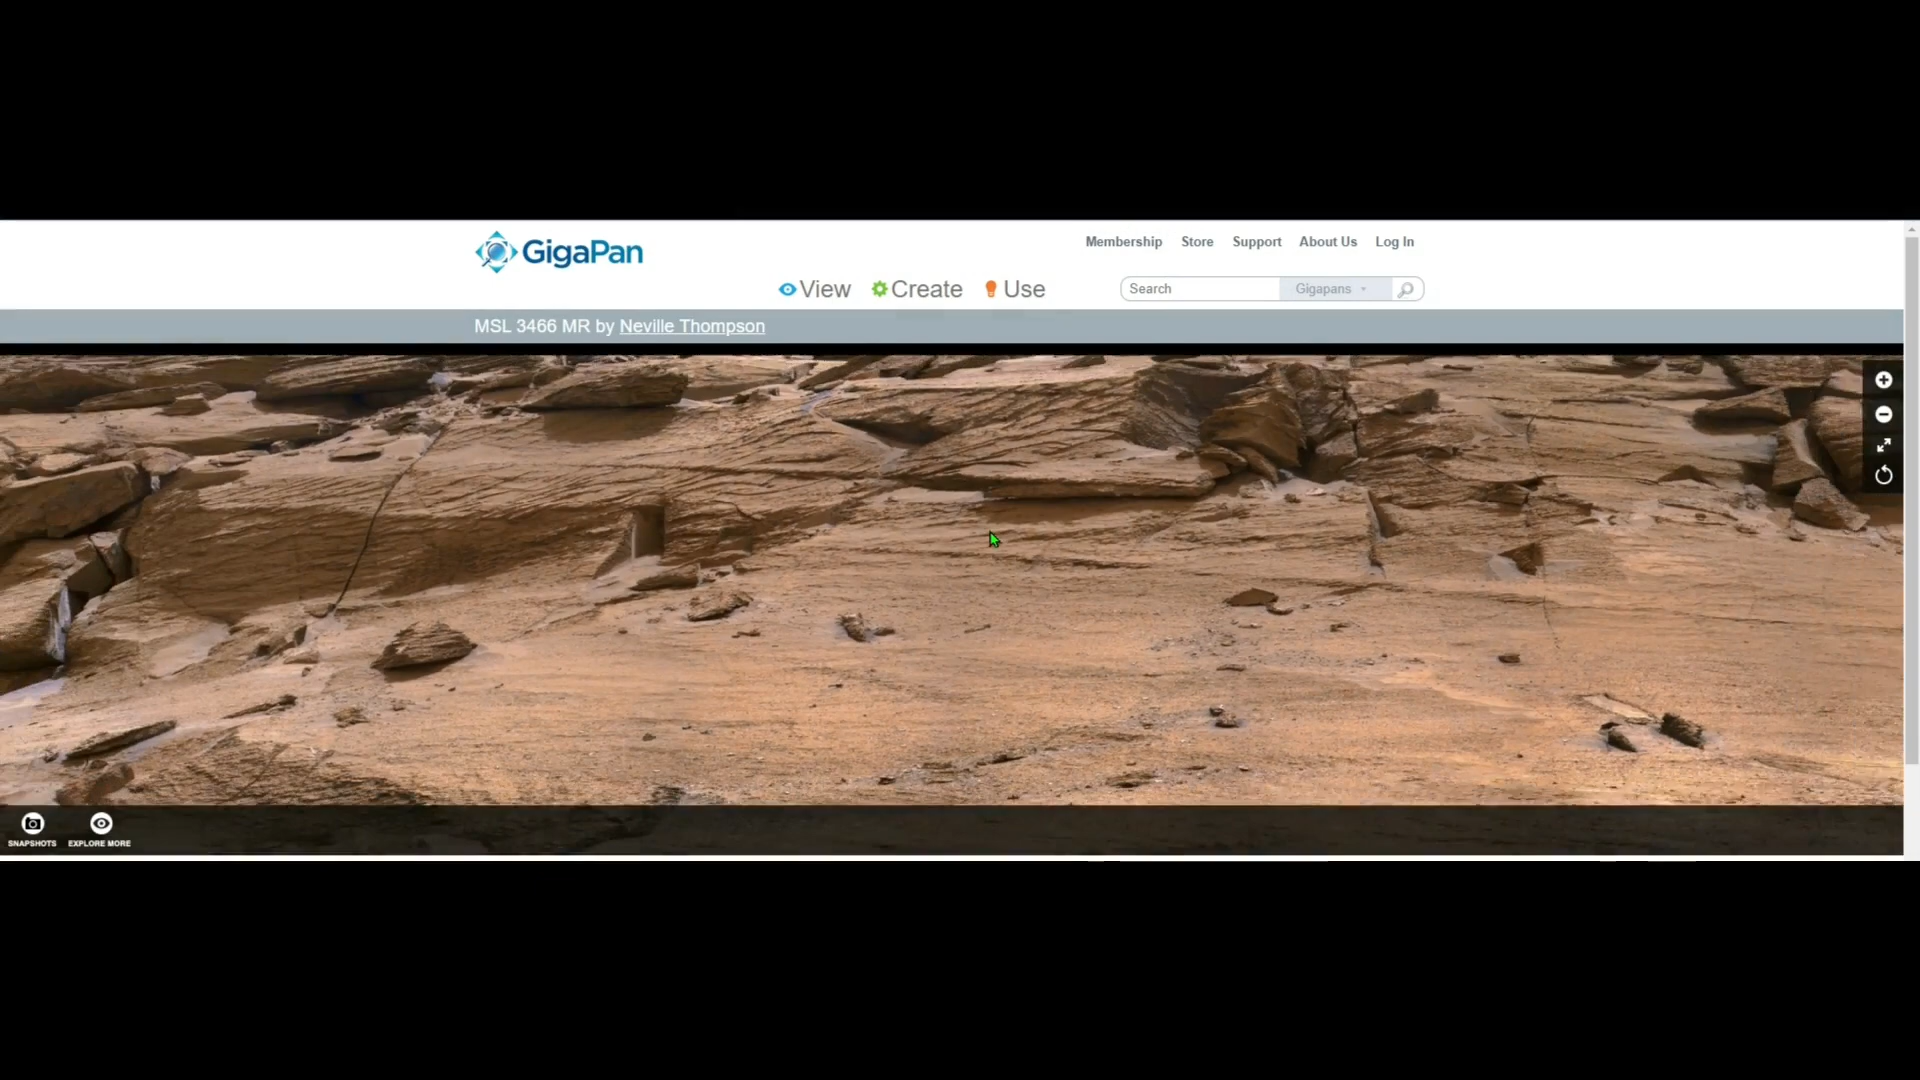 GigaPan
Membership Store Support About Us Log In
View Create Use
Search Gigapans
MSL 3466 MR by Neville Thompson
SNAPSHOTS EXPLORE MORE